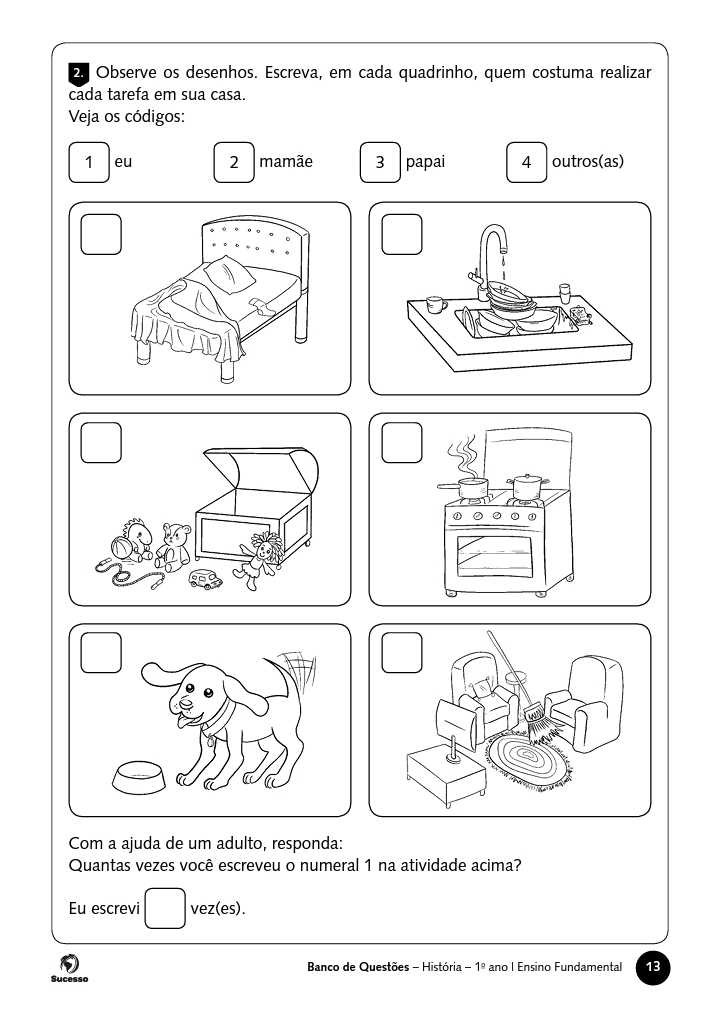 2. Observe os desenhos. Escreva, em cada quadrinho, quem costuma realizar
cada tarefa em sua casa.
Veja os códigos:
1 eu 2 mamãe 3 papai 4 outros(as)
Com a ajuda de um adulto, responda:
Quantas vezes você escreveu o numeral 1 na atividade acima?
Eu escrevi vez(es).
Sucesso
Banco de Questões – História – 1º ano I Ensino Fundamental 13